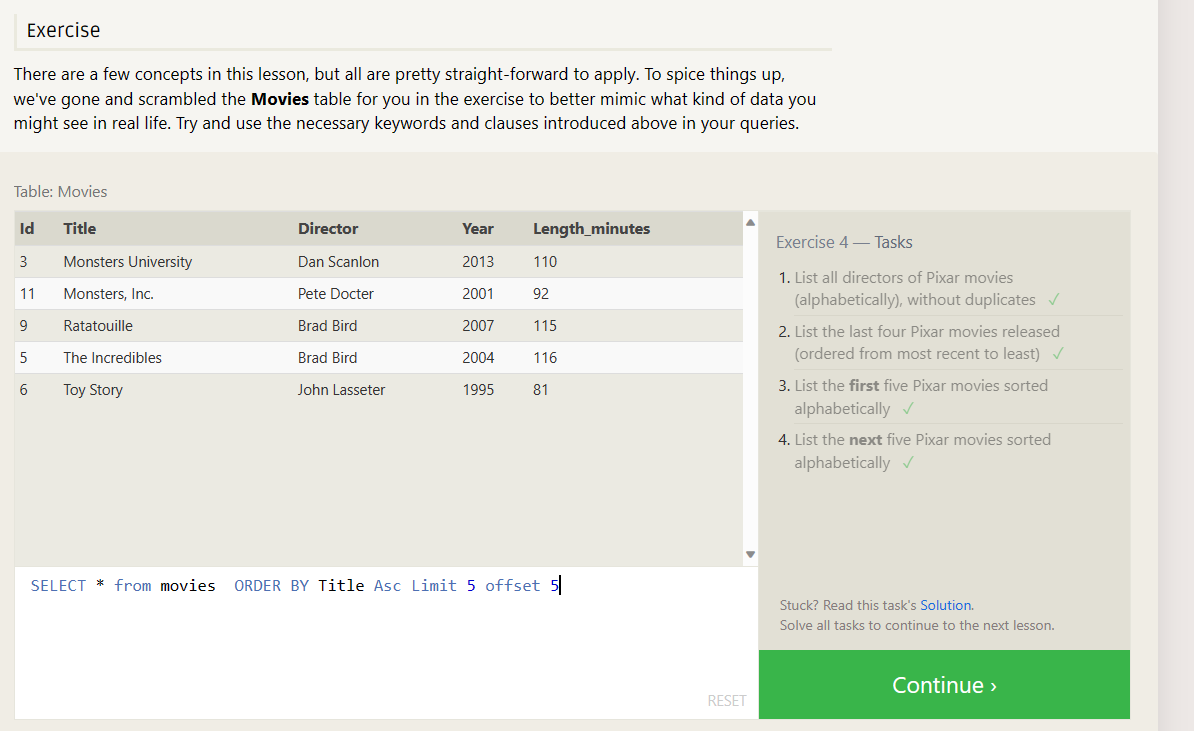 Exercise
There are a few concepts in this lesson, but all are pretty straight-forward to apply. To spice things up,
we've gone and scrambled the Movies table for you in the exercise to better mimic what kind of data you
might see in real life. Try and use the necessary keywords and clauses introduced above in your queries.
Table: Movies
Id Title Director Year Length_minutes
3 Monsters University Dan Scanlon 2013 110
11 Monsters, Inc. Pete Docter 2001 92
9 Ratatouille Brad Bird 2007 115
5 The Incredibles Brad Bird 2004 116
6 Toy Story John Lasseter 1995 81
SELECT * from movies  ORDER BY Title Asc Limit 5 offset 5
RESET
Exercise 4 — Tasks
1. List all directors of Pixar movies
(alphabetically), without duplicates ✓
2. List the last four Pixar movies released
(ordered from most recent to least) ✓
3. List the first five Pixar movies sorted
alphabetically ✓
4. List the next five Pixar movies sorted
alphabetically ✓
Stuck? Read this task's Solution.
Solve all tasks to continue to the next lesson.
Continue ›